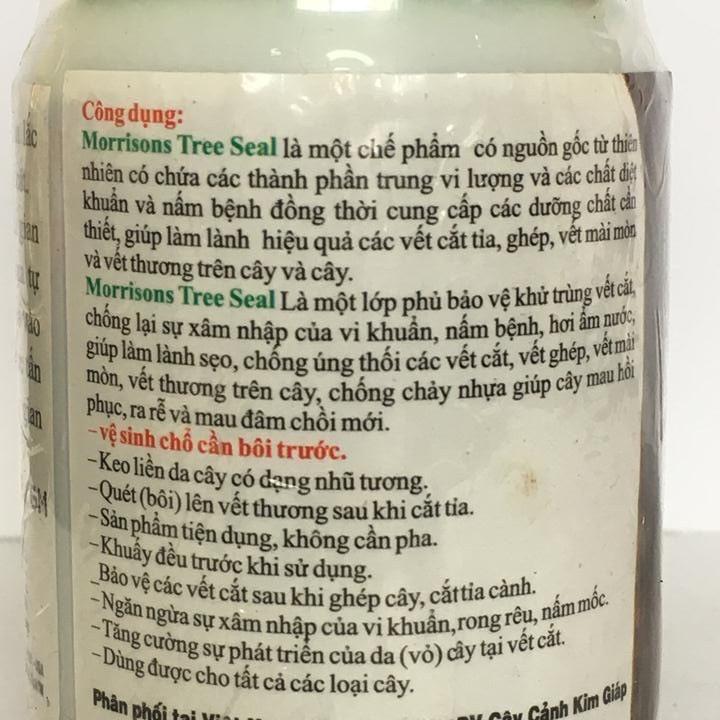 Công dụng:
Morrisons Tree Seal là một chế phẩm có nguồn gốc từ thiên
nhiên có chứa các thành phần trung vi lượng và các chất diệt
khuẩn và nấm bệnh đồng thời cung cấp các dưỡng chất cần
thiết, giúp làm lành hiệu quả các vết cắt tỉa, ghép, vết mài mòn
và vết thương trên cây và cây.
Morrisons Tree Seal Là một lớp phủ bảo vệ khử trùng vết cắt,
chống lại sự xâm nhập của vi khuẩn, nấm bệnh, hơi ẩm nước,
giúp làm lành sẹo, chống úng thối các vết cắt, vết ghép, vết mài
mòn, vết thương trên cây, chống chảy nhựa giúp cây mau hồi
phục, ra rễ và mau đâm chồi mới.
-vệ sinh chổ cần bôi trước.
-Keo liền da cây có dạng nhũ tương.
-Quét (bôi) lên vết thương sau khi cắt tỉa.
-Sản phẩm tiện dụng, không cần pha.
-Khuấy đều trước khi sử dụng.
_Bảo vệ các vết cắt sau khi ghép cây, cắt tỉa cành.
-Ngăn ngừa sự xâm nhập của vi khuẩn, rong rêu, nấm mốc.
-Tăng cường sự phát triển của da (vỏ) cây tại vết cắt.
-Dùng được cho tất cả các loại cây.
Phân phối tại Cây Cảnh Kim Giáp